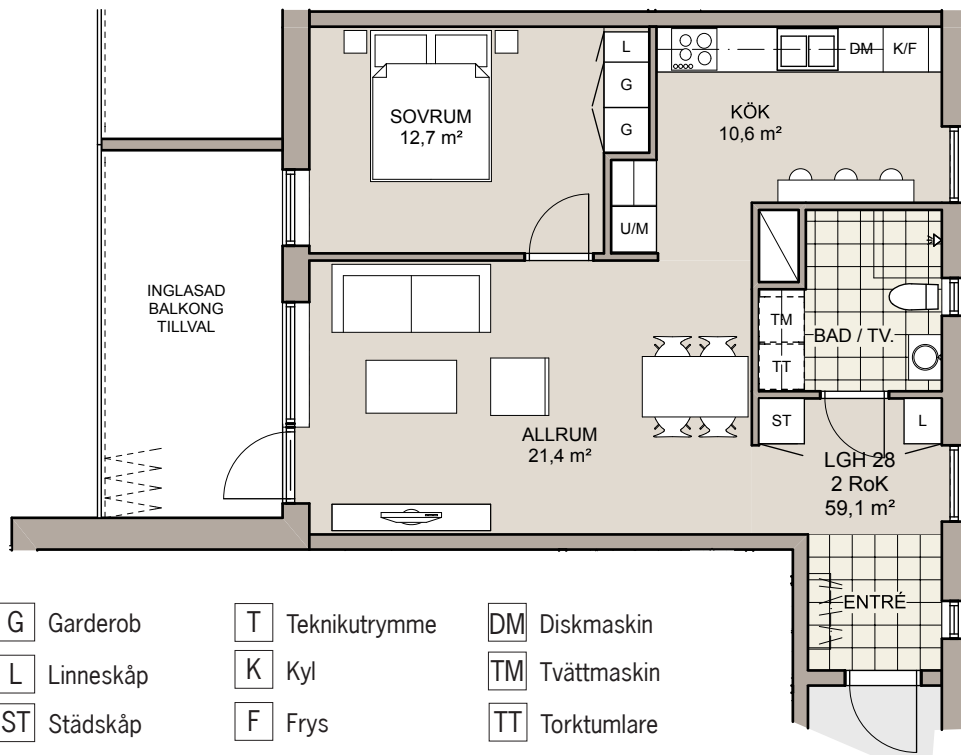 L
G
G
SOVRUM
12,7 m²
DM
K/F
KÖK
10,6 m²
U/M
INGLASAD
BALKONG
TILLVAL
TM
TT
BAD / TV.
ALLRUM
21,4 m²
ST
L
LGH 28
2 RoK
59,1 m²
ENTRÉ
G Garderob
L Linneskåp
ST Städskåp
T Teknikutrymme
K Kyl
F Frys
DM Diskmaskin
TM Tvättmaskin
TT Torktumlare